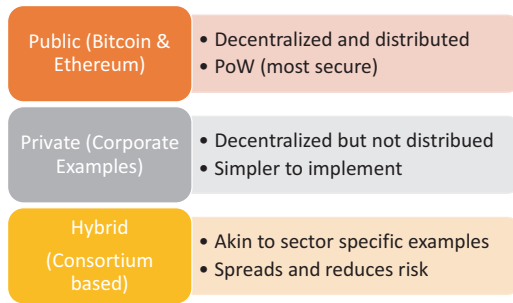 Public (Bitcoin &
Ethereum)
• Decentralized and distributed
• PoW (most secure)
Private (Corporate
Examples)
• Decentralized but not distribued
• Simpler to implement
Hybrid
(Consortium
based)
• Akin to sector specific examples
• Spreads and reduces risk